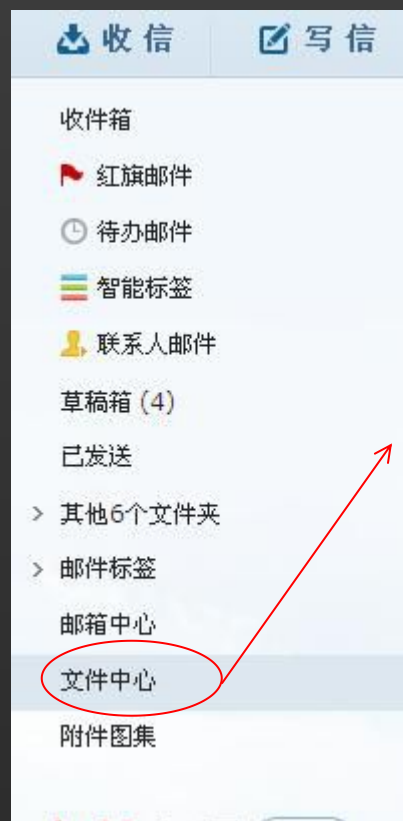 收信 写信
收件箱
红旗邮件
待办邮件
智能标签
联系人邮件
草稿箱 (4)
已发送
其他6个文件夹
邮件标签
邮箱中心
文件中心
附件图集